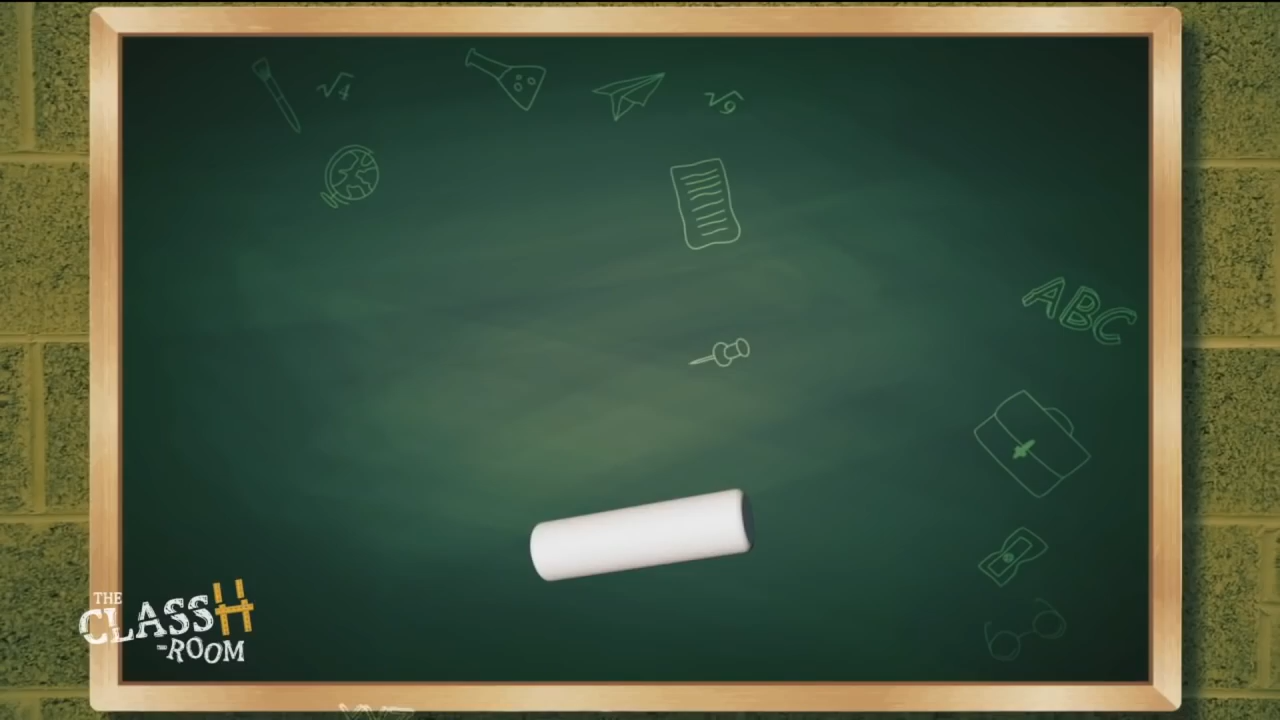 √4
√9
ABC
THE
CLASSH
-ROOM